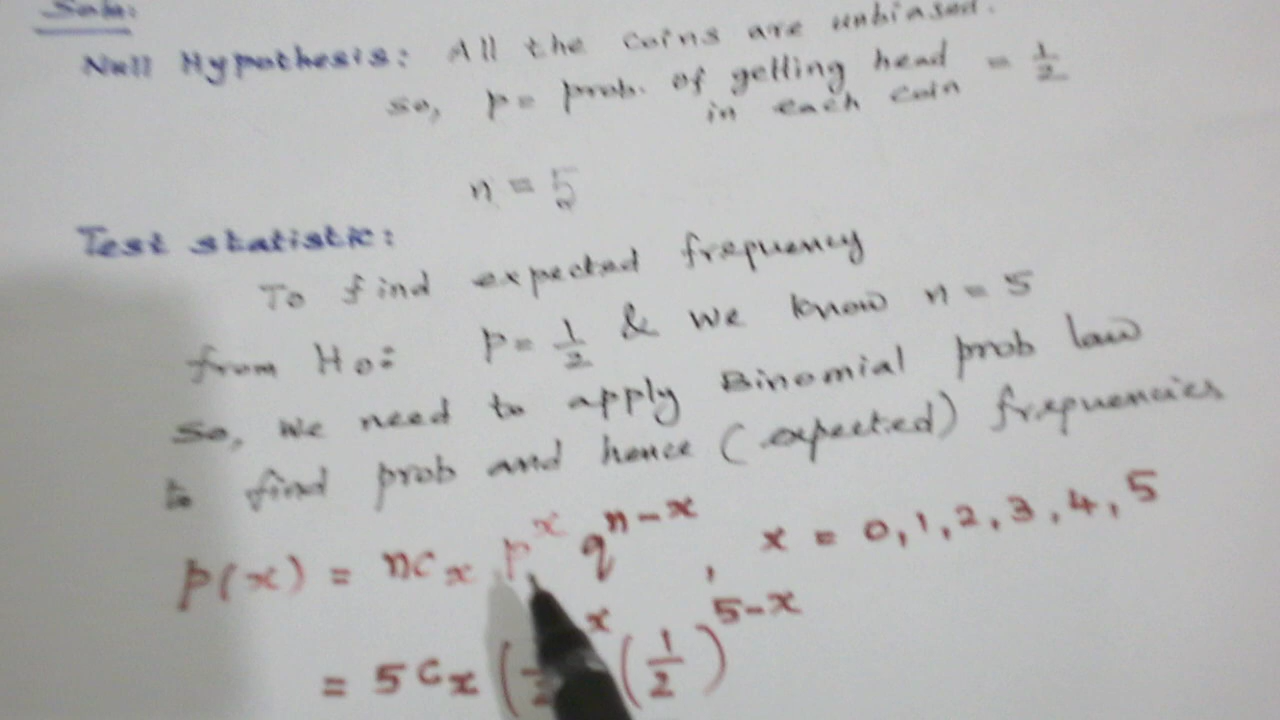 Soln:
Null Hypothesis: All the coins are unbiased.
so, p = prob. of getting head = 1/2
in each coin
n = 5
Test statistic:
To find expected frequency
from H0: p = 1/2 & we know n = 5
So, we need to apply Binomial prob law
to find prob and hence (expected) frequencies
p(x) = nCx p^x q^n-x , x = 0, 1, 2, 3, 4, 5
= 5Cx (1/2)^x (1/2)^5-x